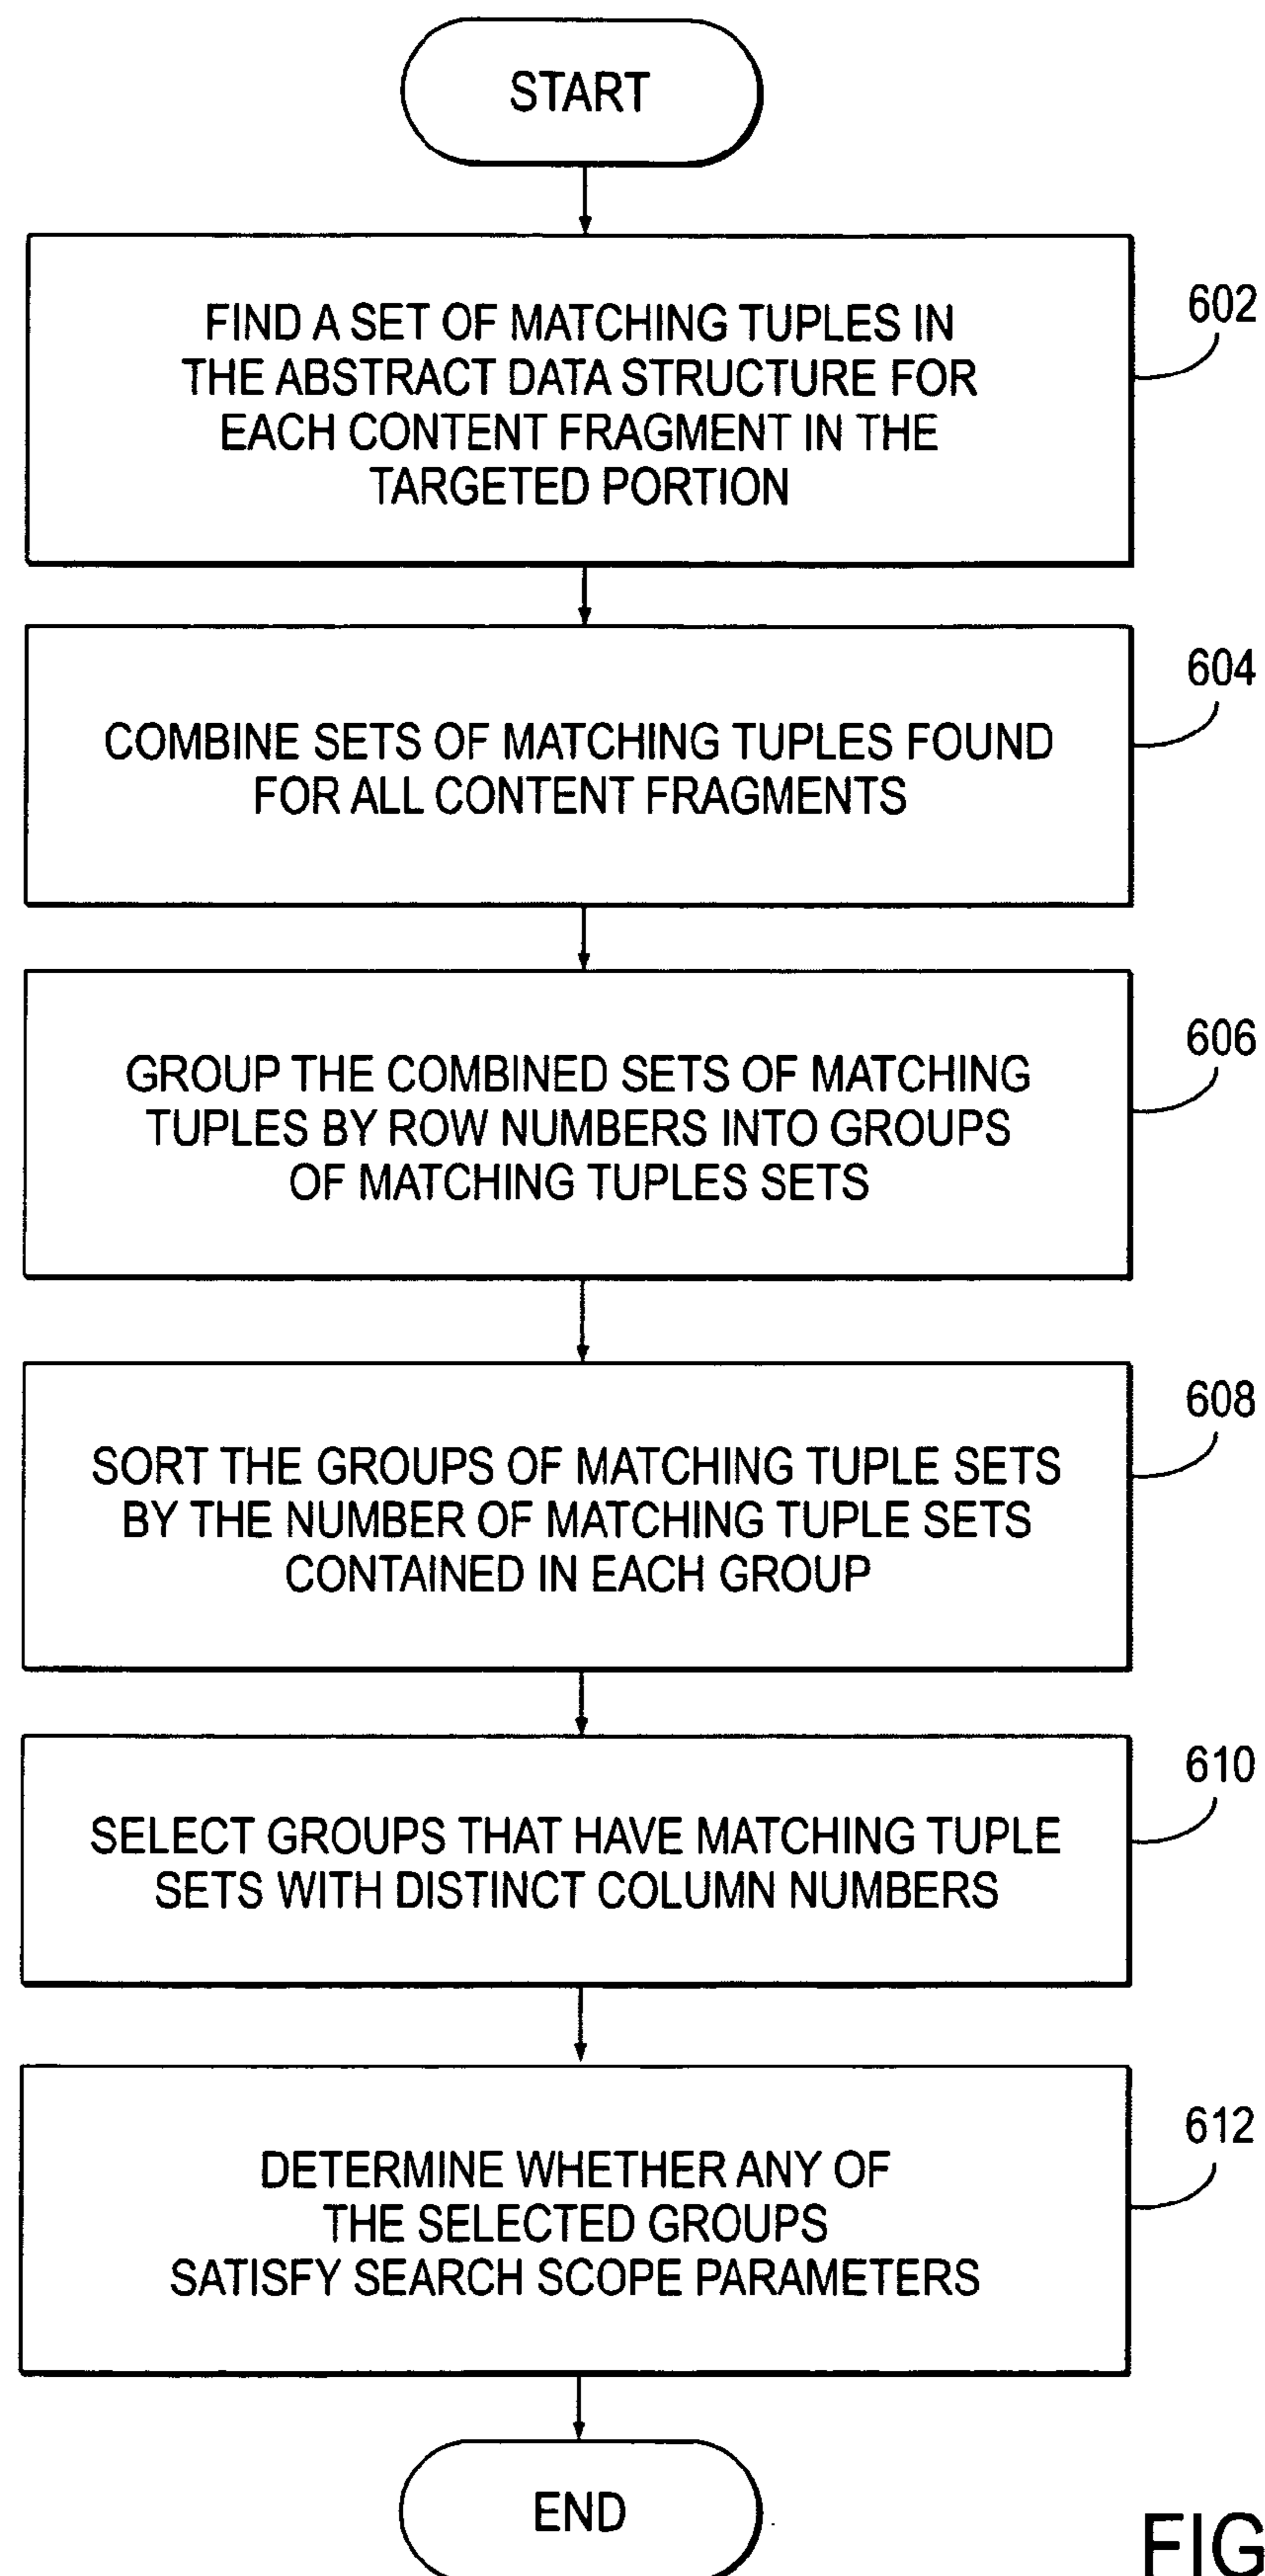 START
FIND A SET OF MATCHING TUPLES IN
THE ABSTRACT DATA STRUCTURE FOR
EACH CONTENT FRAGMENT IN THE
TARGETED PORTION
602
COMBINE SETS OF MATCHING TUPLES FOUND
FOR ALL CONTENT FRAGMENTS
604
GROUP THE COMBINED SETS OF MATCHING
TUPLES BY ROW NUMBERS INTO GROUPS
OF MATCHING TUPLES SETS
606
SORT THE GROUPS OF MATCHING TUPLE SETS
BY THE NUMBER OF MATCHING TUPLE SETS
CONTAINED IN EACH GROUP
608
SELECT GROUPS THAT HAVE MATCHING TUPLE
SETS WITH DISTINCT COLUMN NUMBERS
610
DETERMINE WHETHER ANY OF
THE SELECTED GROUPS
SATISFY SEARCH SCOPE PARAMETERS
612
END
FIG